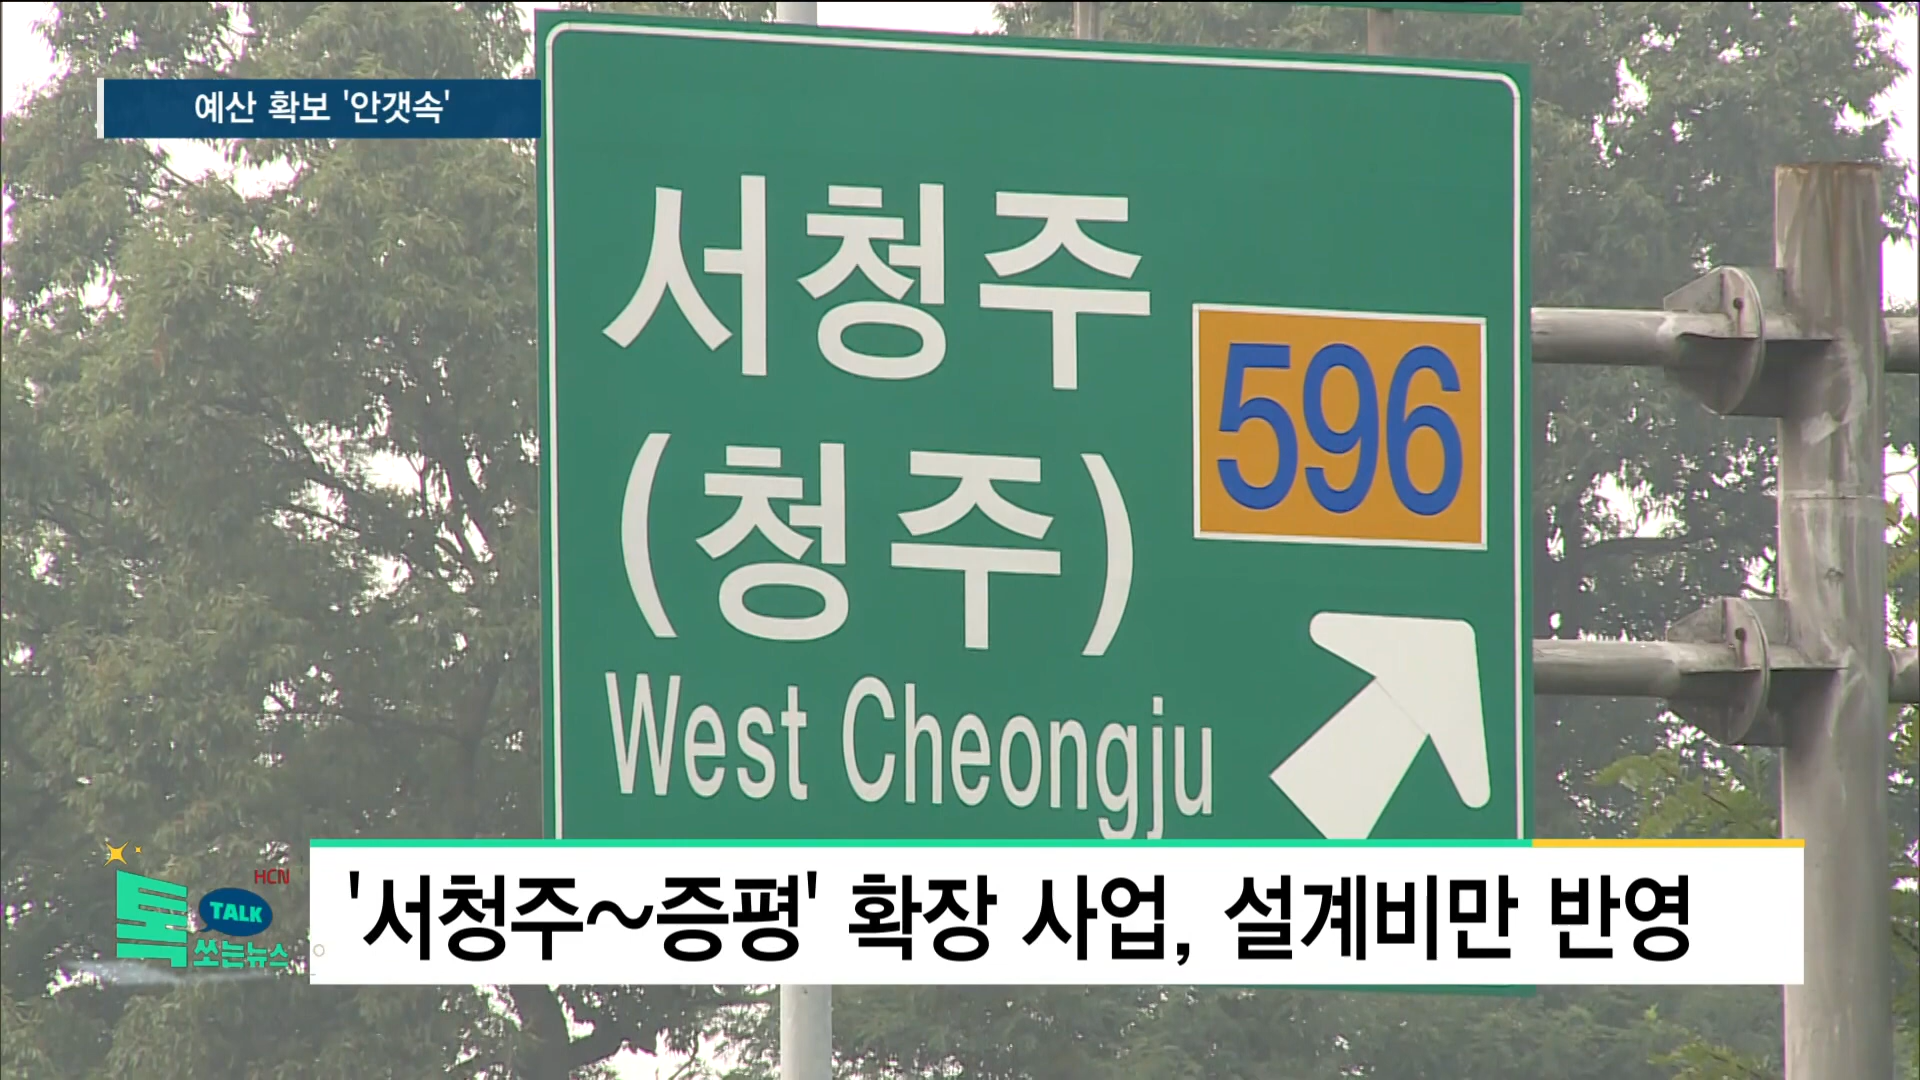 예산 확보 '안갯속'
서청주
596
(청주)
West Cheongju
HCN
톡
TALK
쏘는뉴스
'서청주~증평' 확장 사업, 설계비만 반영